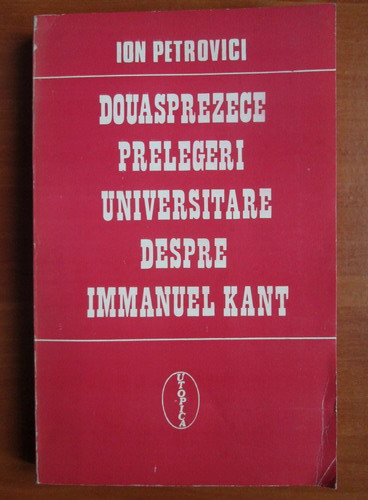 ION PETROVICI
DOUASPREZECE
PRELEGERI
UNIVERSITARE
DESPRE
IMMANUEL KANT
UTOPICA